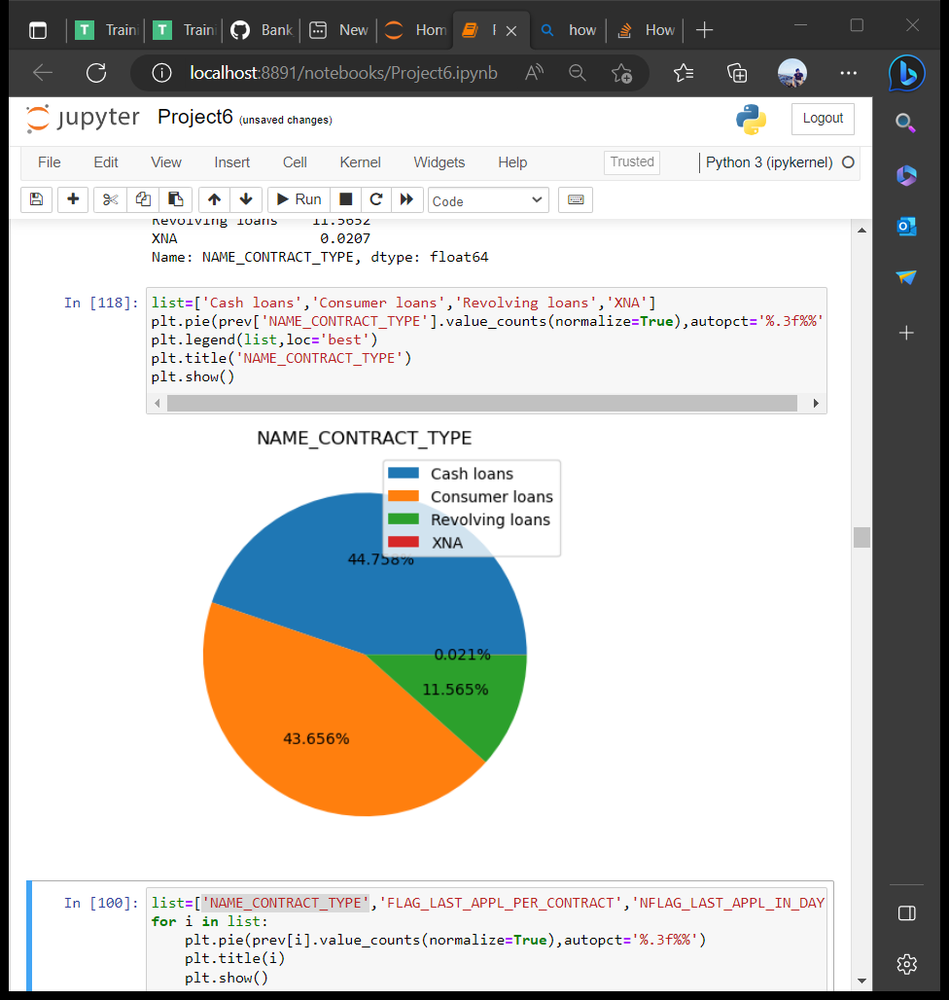 Traini
Traini
Bank
New
Hom
how
How
localhost:8891/notebooks/Project6.ipynb
jupyter Project6 (unsaved changes)
Logout
File Edit View Insert Cell Kernel Widgets Help Trusted Python 3 (ipykernel)
Run Code
Revolving loans    11.5652
XNA                 0.0207
Name: NAME_CONTRACT_TYPE, dtype: float64
In [118]: list=['Cash loans','Consumer loans','Revolving loans','XNA']
plt.pie(prev['NAME_CONTRACT_TYPE'].value_counts(normalize=True),autopct='%.3f%%'
plt.legend(list,loc='best')
plt.title('NAME_CONTRACT_TYPE')
plt.show()
NAME_CONTRACT_TYPE
Cash loans
Consumer loans
Revolving loans
XNA
44.758%
0.021%
11.565%
43.656%
In [100]: list=['NAME_CONTRACT_TYPE','FLAG_LAST_APPL_PER_CONTRACT','NFLAG_LAST_APPL_IN_DAY
for i in list:
    plt.pie(prev[i].value_counts(normalize=True),autopct='%.3f%%')
    plt.title(i)
    plt.show()